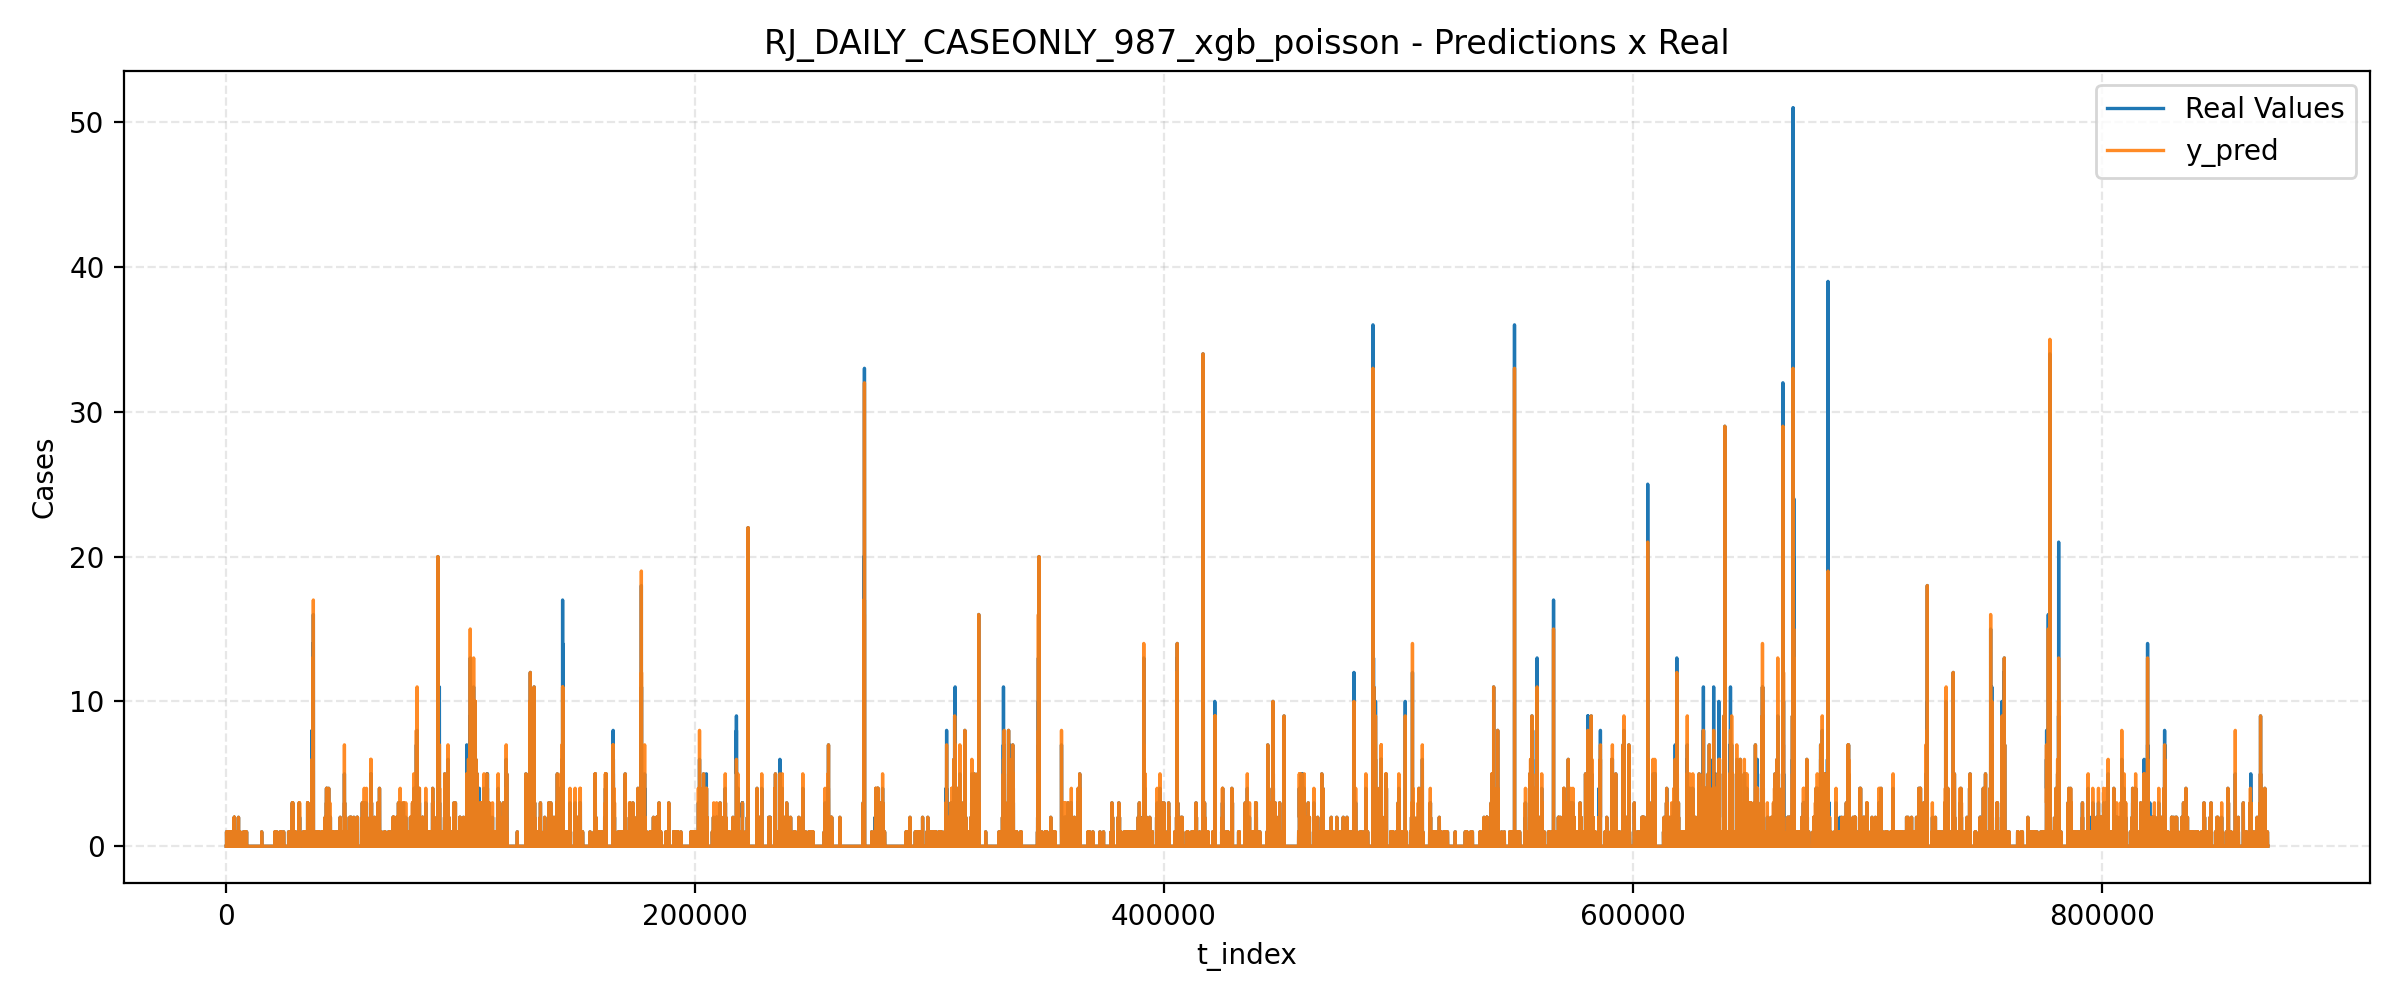 RJ_DAILY_CASEONLY_987_xgb_poisson - Predictions x Real
Real Values
y_pred
50
40
30
20
10
0
Cases
0 200000 400000 600000 800000
t_index